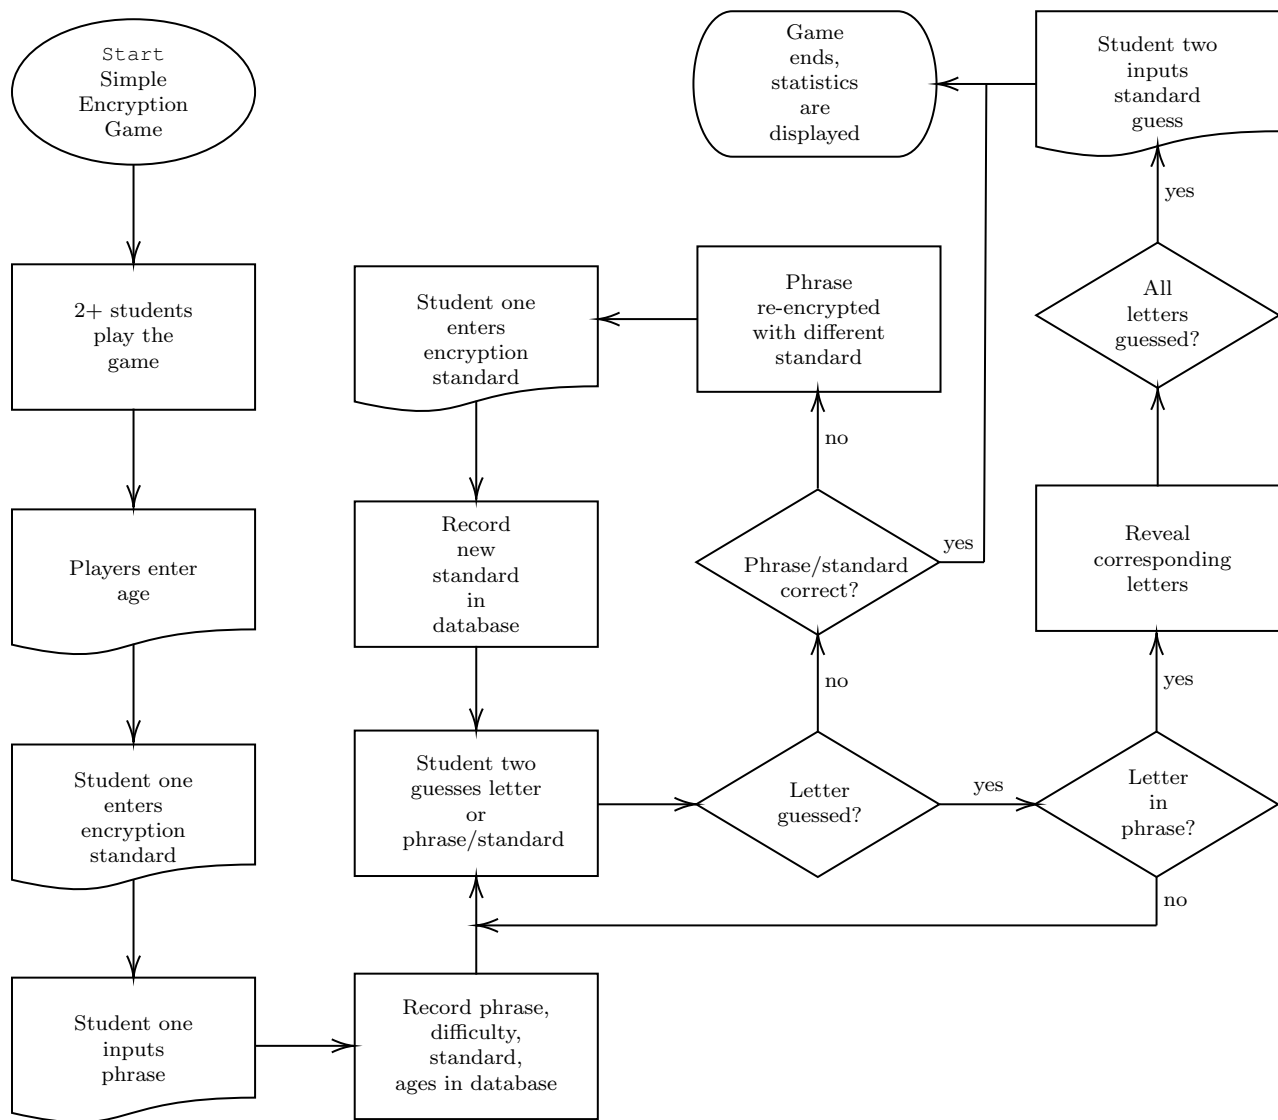 Start
Simple
Encryption
Game
2+ students
play the
game
Players enter
age
Student one
enters
encryption
standard
Student one
inputs
phrase
Record phrase,
difficulty,
standard,
ages in database
Student two
guesses letter
or
phrase/standard
Record
new
standard
in
database
Student one
enters
encryption
standard
Phrase
re-encrypted
with different
standard
no
Phrase/standard
correct?
yes
no
Letter
guessed?
yes
Letter
in
phrase?
no
yes
Reveal
corresponding
letters
All
letters
guessed?
yes
Student two
inputs
standard
guess
Game
ends,
statistics
are
displayed